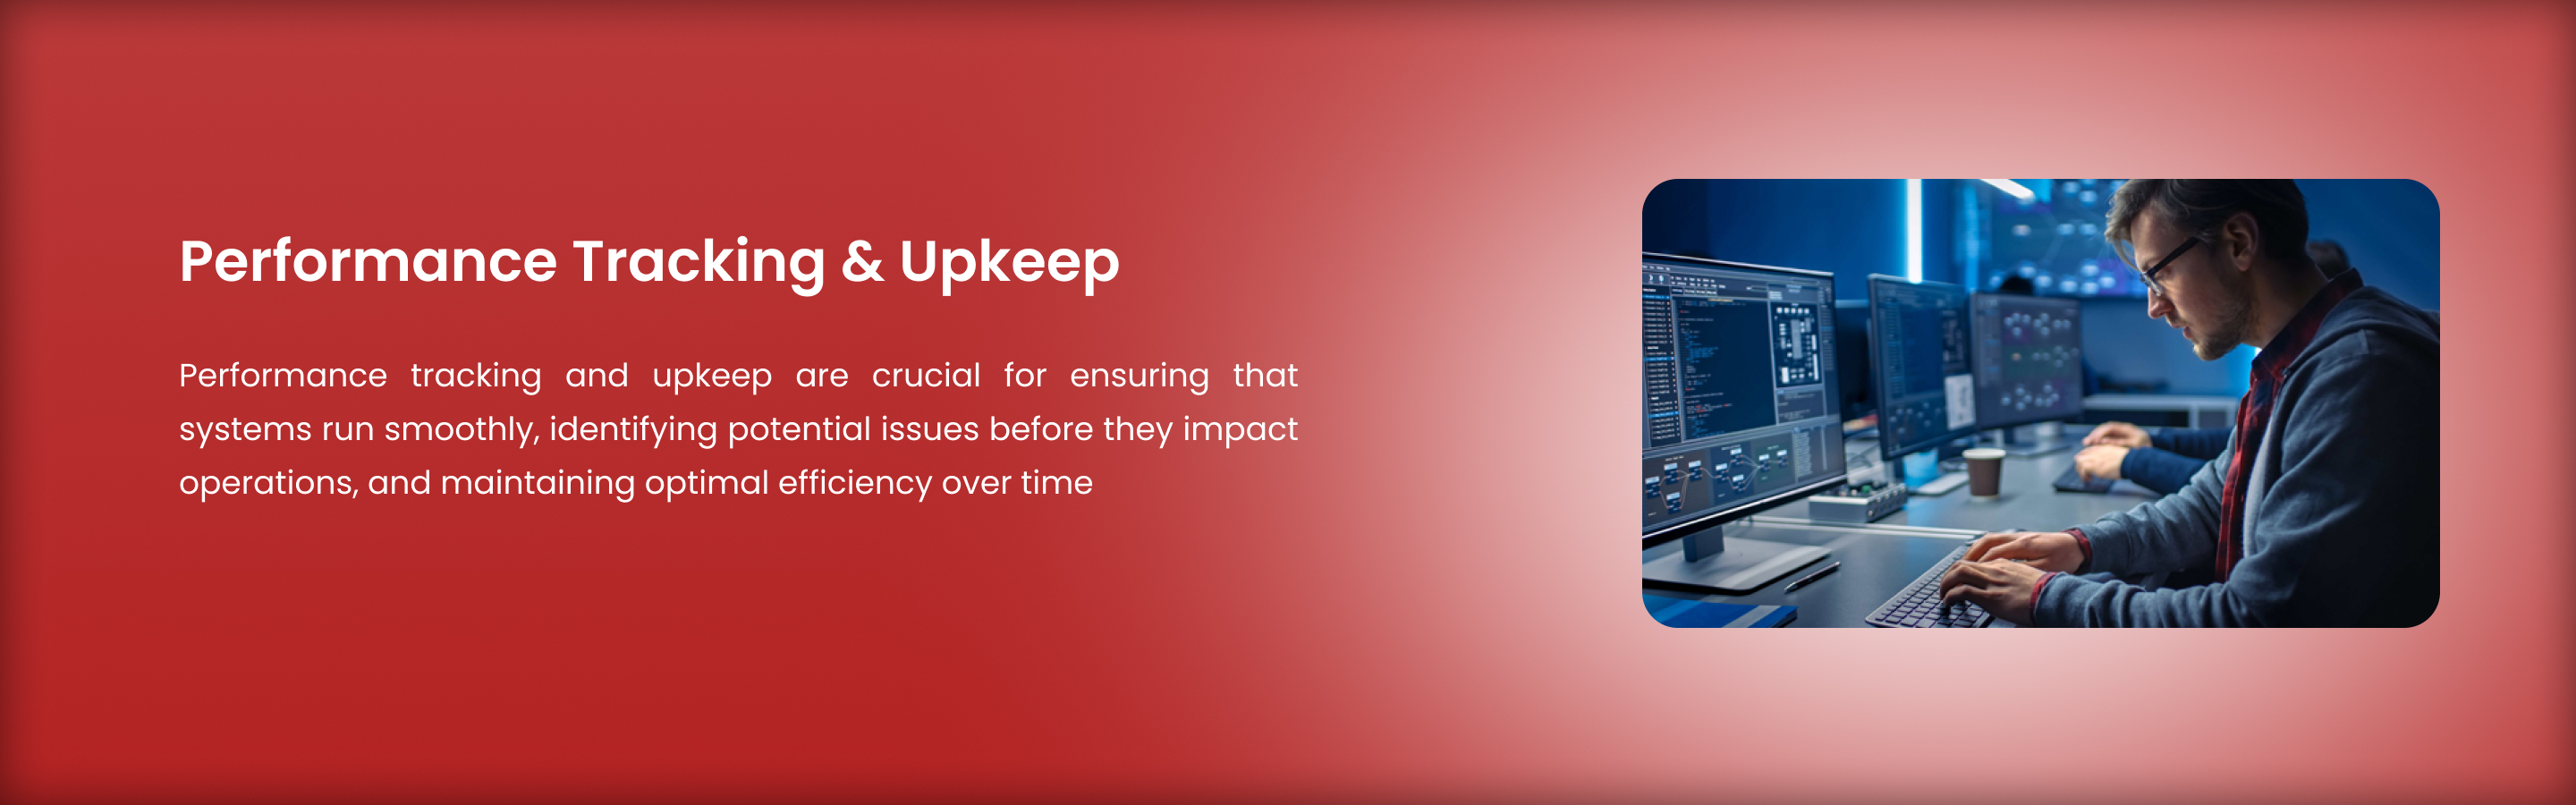 Performance Tracking & Upkeep
Performance tracking and upkeep are crucial for ensuring that
systems run smoothly, identifying potential issues before they impact
operations, and maintaining optimal efficiency over time